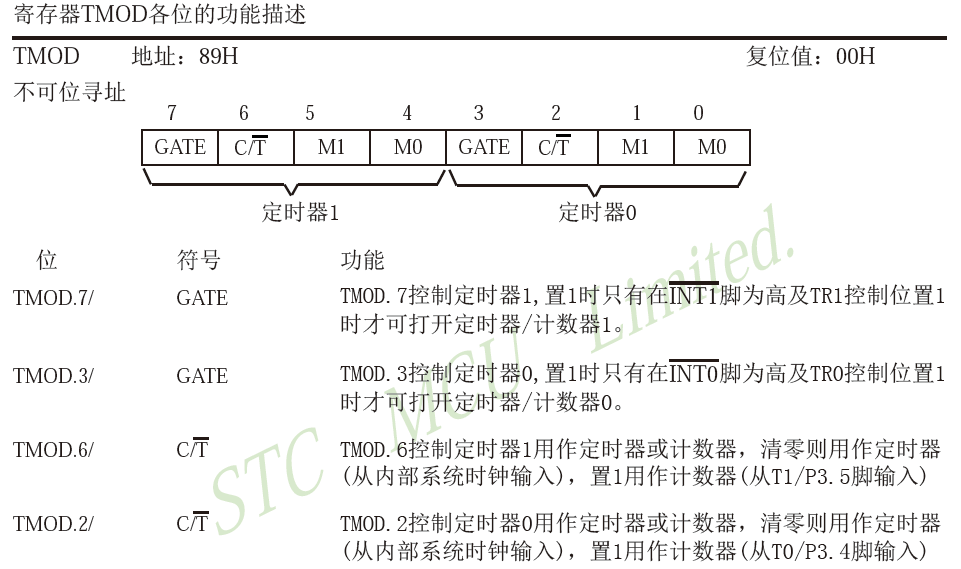 寄存器TMOD各位的功能描述
TMOD 地址：89H 复位值：00H
不可位寻址
7 6 5 4 3 2 1 0
GATE C/T̅ M1 M0 GATE C/T̅ M1 M0
定时器1 定时器0
位 符号 功能
TMOD.7/ GATE TMOD.7控制定时器1,置1时只有在I̅N̅T̅1̅脚为高及TR1控制位置1
时才可打开定时器/计数器1。
TMOD.3/ GATE TMOD.3控制定时器0,置1时只有在I̅N̅T̅0̅脚为高及TR0控制位置1
时才可打开定时器/计数器0。
TMOD.6/ C/T̅ TMOD.6控制定时器1用作定时器或计数器，清零则用作定时器
(从内部系统时钟输入)，置1用作计数器(从T1/P3.5脚输入)
TMOD.2/ C/T̅ TMOD.2控制定时器0用作定时器或计数器，清零则用作定时器
(从内部系统时钟输入)，置1用作计数器(从T0/P3.4脚输入)
STC MCU Limited.